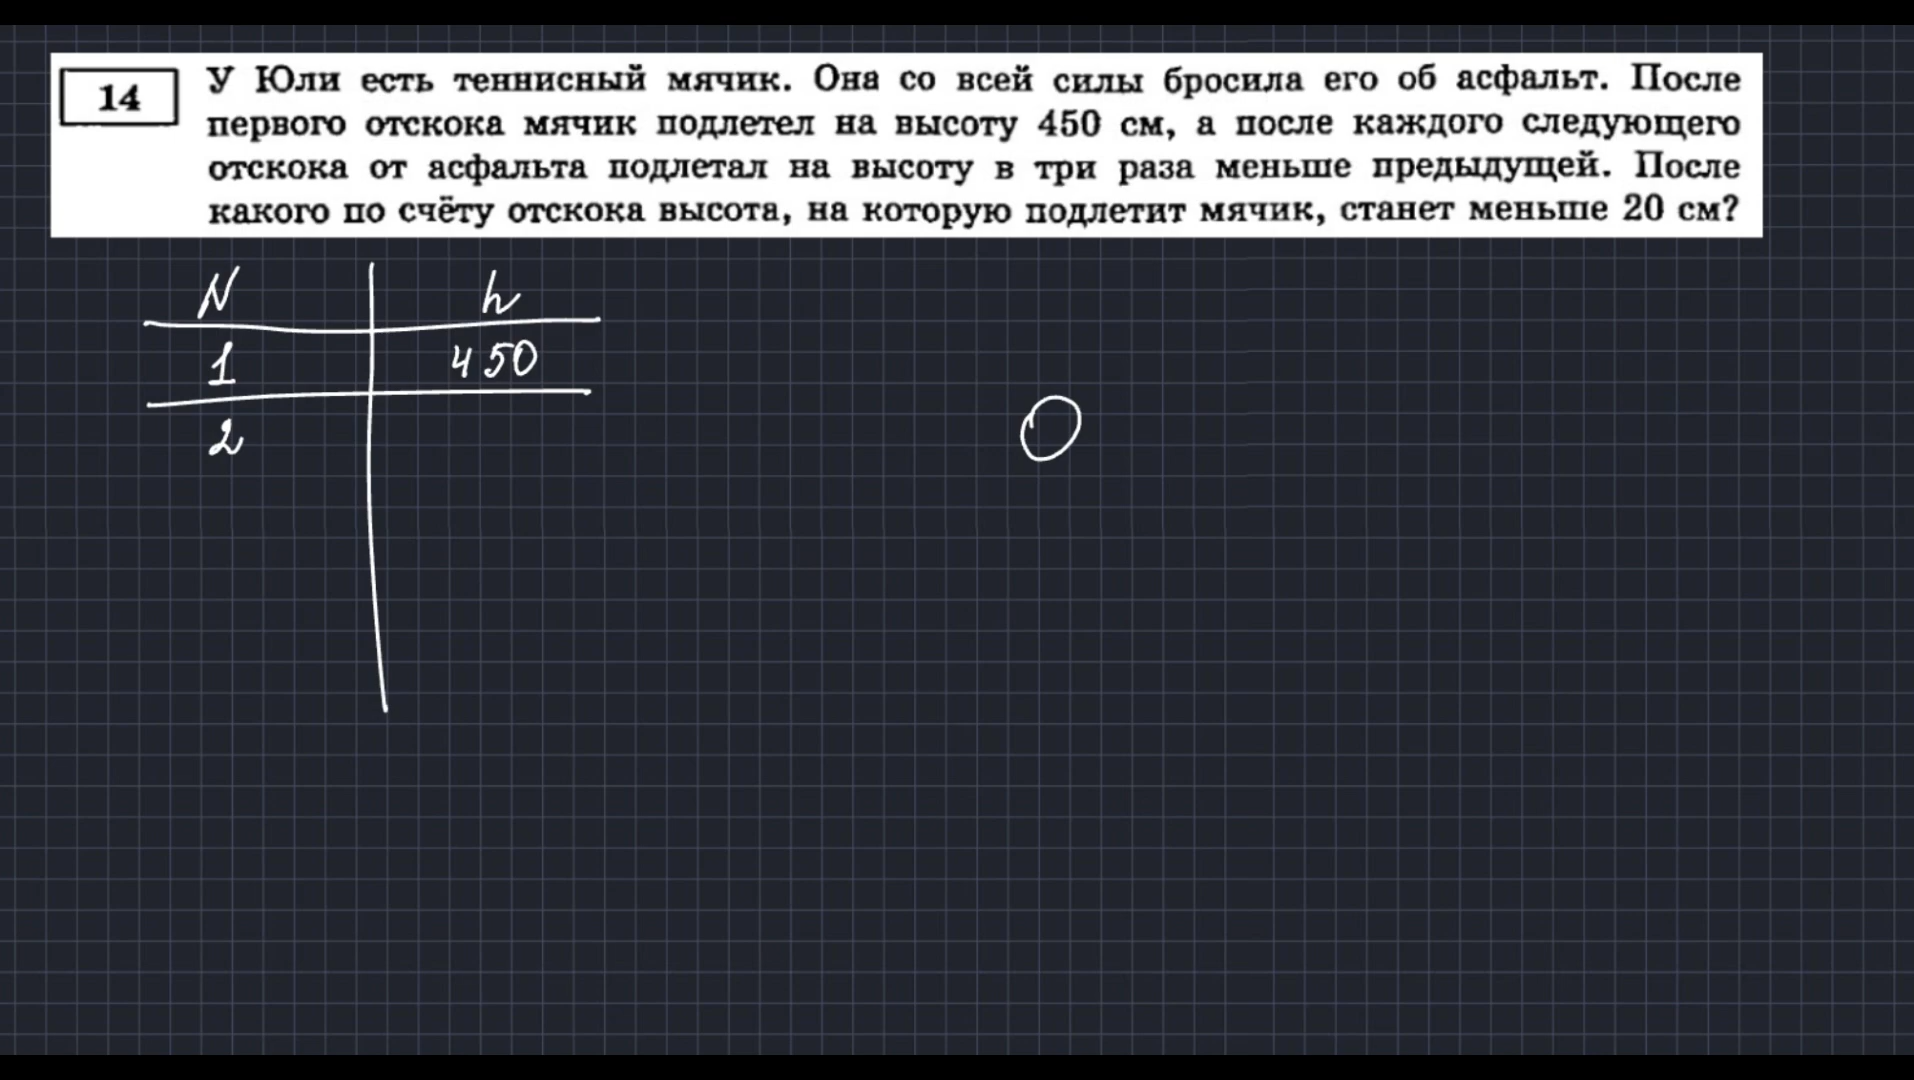 14
У Юли есть теннисный мячик. Она со всей силы бросила его об асфальт. После
первого отскока мячик подлетел на высоту 450 см, а после каждого следующего
отскока от асфальта подлетал на высоту в три раза меньше предыдущей. После
какого по счёту отскока высота, на которую подлетит мячик, станет меньше 20 см?
N h
1 450
2